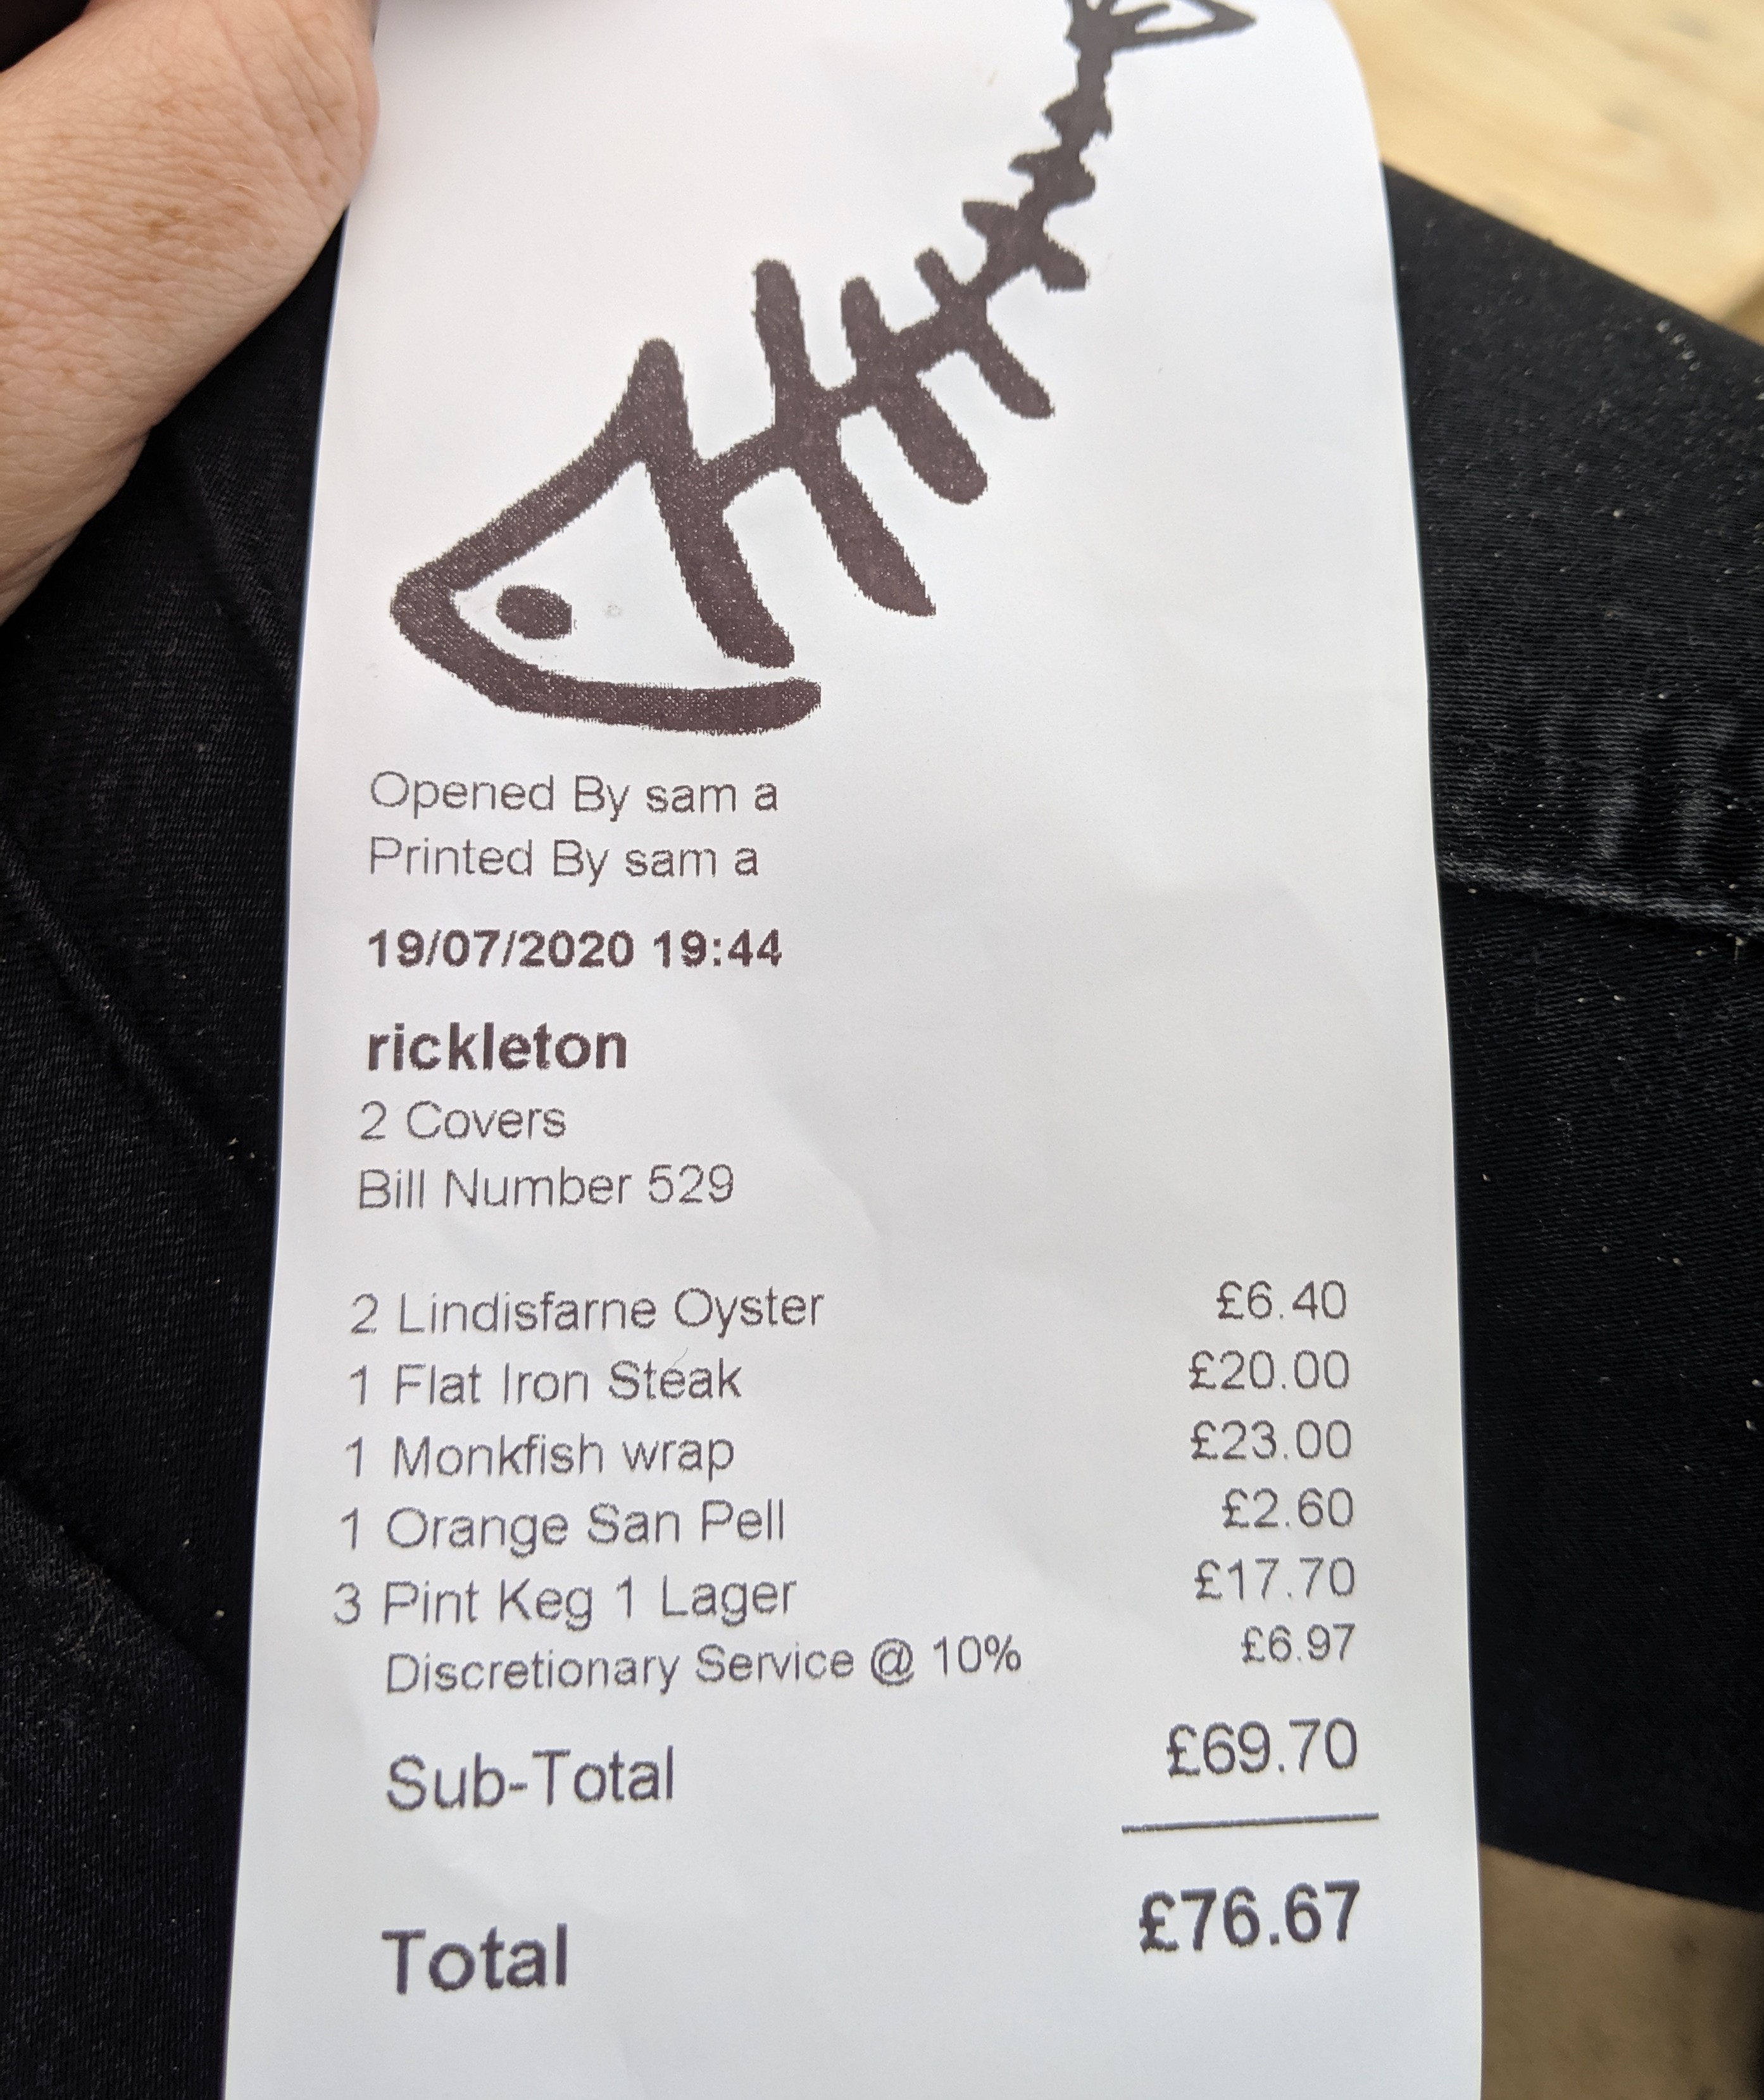 Opened By sam a
Printed By sam a
19/07/2020 19:44
rickleton
2 Covers
Bill Number 529
2 Lindisfarne Oyster £6.40
1 Flat Iron Steak £20.00
1 Monkfish wrap £23.00
1 Orange San Pell £2.60
3 Pint Keg 1 Lager £17.70
Discretionary Service @ 10% £6.97
Sub-Total £69.70
Total £76.67